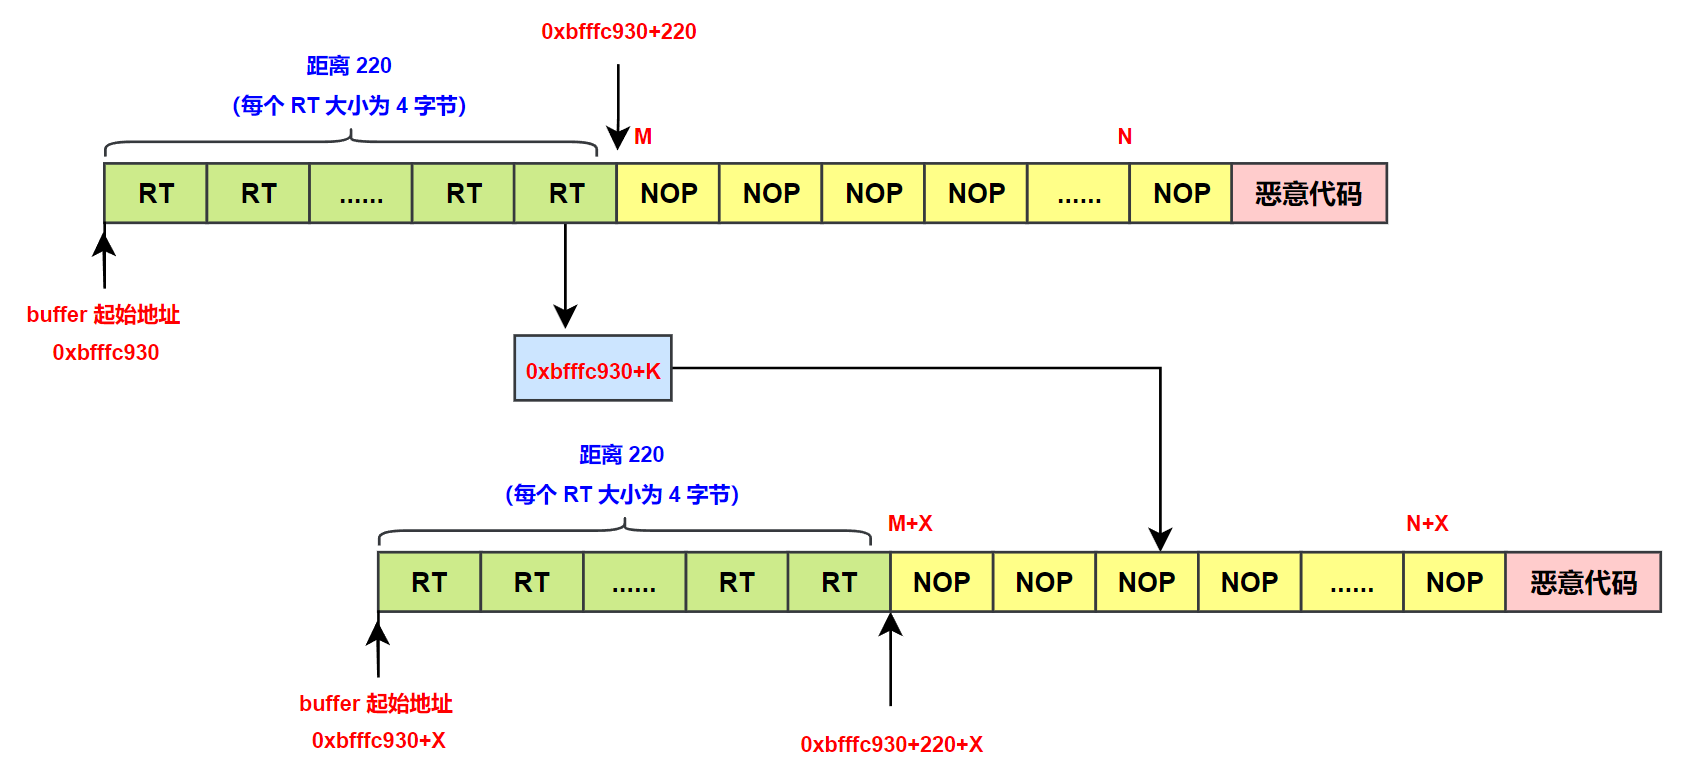 0xbfffc930+220
距离 220
(每个 RT 大小为 4 字节)
M
N
RT RT ...... RT RT NOP NOP NOP NOP ...... NOP 恶意代码
buffer 起始地址
0xbfffc930
0xbfffc930+K
距离 220
(每个 RT 大小为 4 字节)
M+X
N+X
RT RT ...... RT RT NOP NOP NOP NOP ...... NOP 恶意代码
buffer 起始地址
0xbfffc930+X
0xbfffc930+220+X